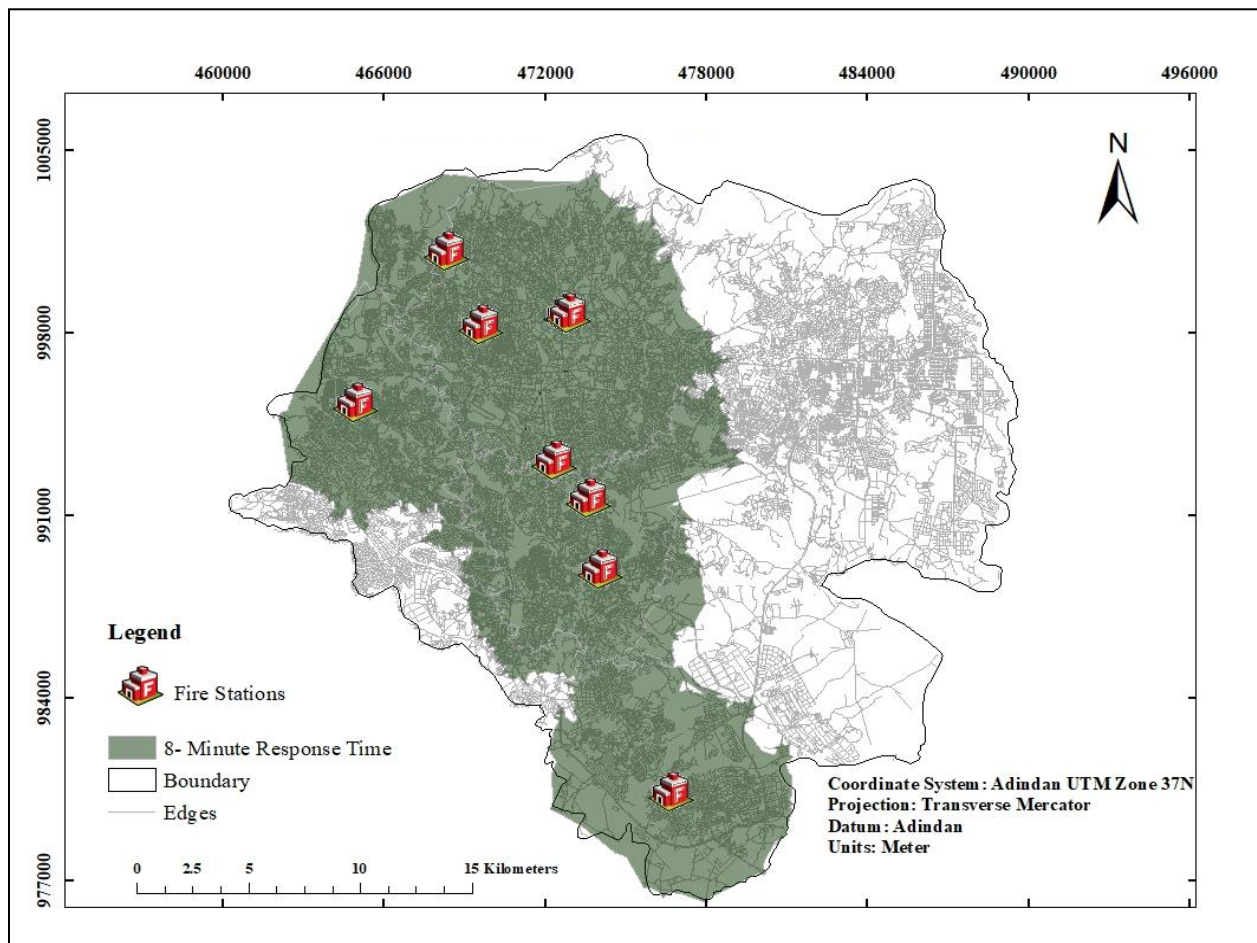 460000 466000 472000 478000 484000 490000 496000
1005000
998000
991000
984000
977000
N
F
F
F
F
F
F
F
F
Legend
F Fire Stations
8- Minute Response Time
Boundary
Edges
0 2.5 5 10 15 Kilometers
Coordinate System: Adindan UTM Zone 37N
Projection: Transverse Mercator
Datum: Adindan
Units: Meter